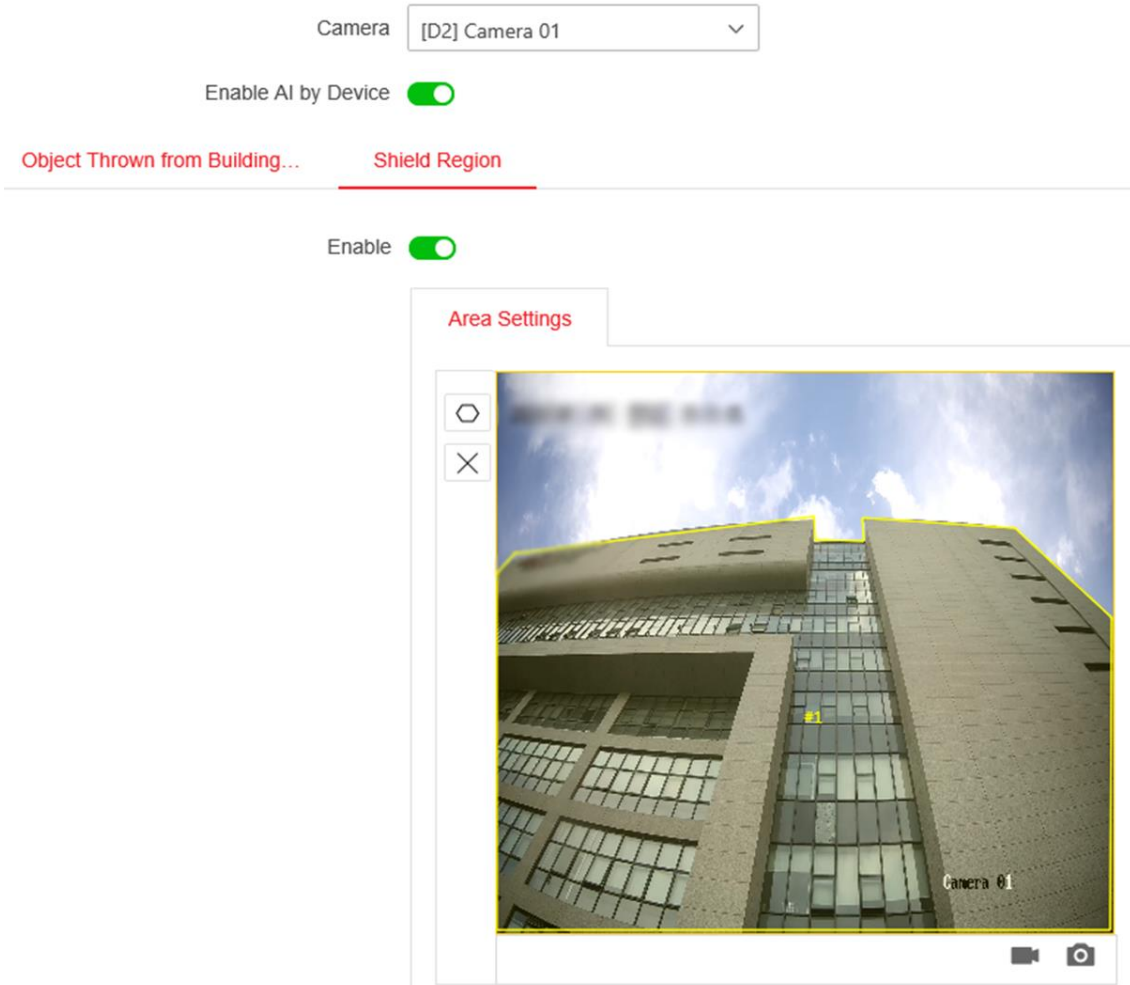 Camera [D2] Camera 01
Enable AI by Device
Object Thrown from Building... Shield Region
Enable
Area Settings
#1
Camera 01